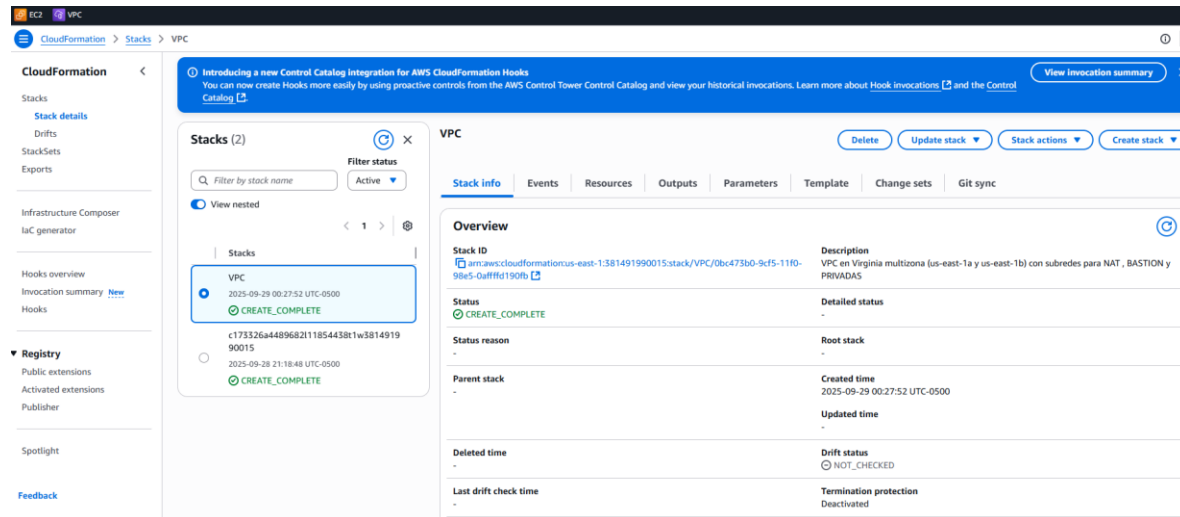 EC2 VPC
CloudFormation > Stacks > VPC
CloudFormation
Stacks
Stack details
Drifts
StackSets
Exports
Infrastructure Composer
IaC generator
Hooks overview
Invocation summary New
Hooks
Registry
Public extensions
Activated extensions
Publisher
Spotlight
Feedback
Introducing a new Control Catalog integration for AWS CloudFormation Hooks
You can now create Hooks more easily by using proactive controls from the AWS Control Tower Control Catalog and view your historical invocations. Learn more about Hook invocations and the Control
Catalog.
View invocation summary
Stacks (2)
Filter status
Filter by stack name
Active
View nested
1
Stacks
VPC
2025-09-29 00:27:52 UTC-0500
CREATE_COMPLETE
c173326a4489682l11854438t1w3814919
90015
2025-09-28 21:18:48 UTC-0500
CREATE_COMPLETE
VPC
Delete
Update stack
Stack actions
Create stack
Stack info
Events
Resources
Outputs
Parameters
Template
Change sets
Git sync
Overview
Stack ID
arn:aws:cloudformation:us-east-1:381491990015:stack/VPC/0bc473b0-9cf5-11f0-
98e5-0affffd190fb
Description
VPC en Virginia multizona (us-east-1a y us-east-1b) con subredes para NAT , BASTION y
PRIVADAS
Status
CREATE_COMPLETE
Detailed status
-
Status reason
-
Root stack
-
Parent stack
-
Created time
2025-09-29 00:27:52 UTC-0500
Updated time
-
Deleted time
-
Drift status
NOT_CHECKED
Last drift check time
-
Termination protection
Deactivated